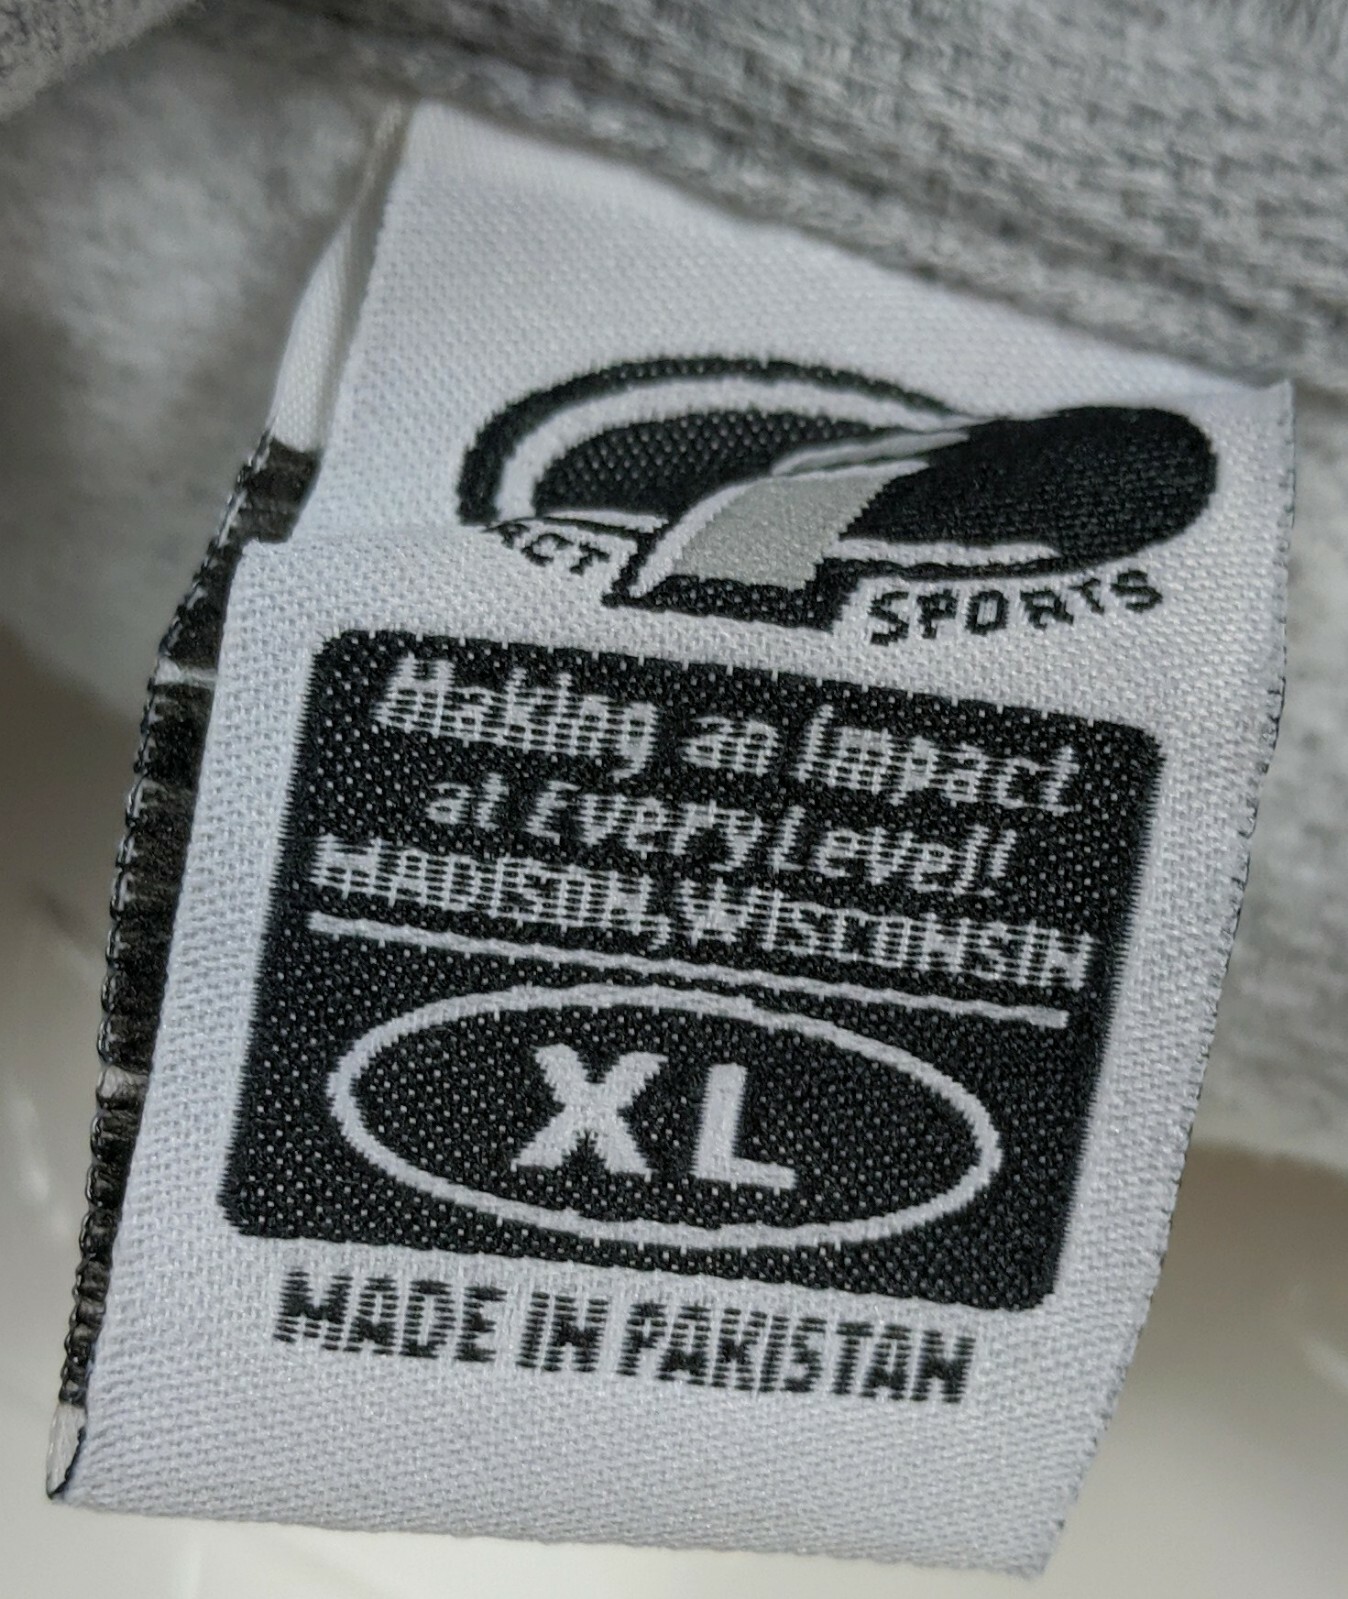 ACT SPORTS
Making an Impact
at Every Level!
MADISON, WISCONSIN
XL
MADE IN PAKISTAN